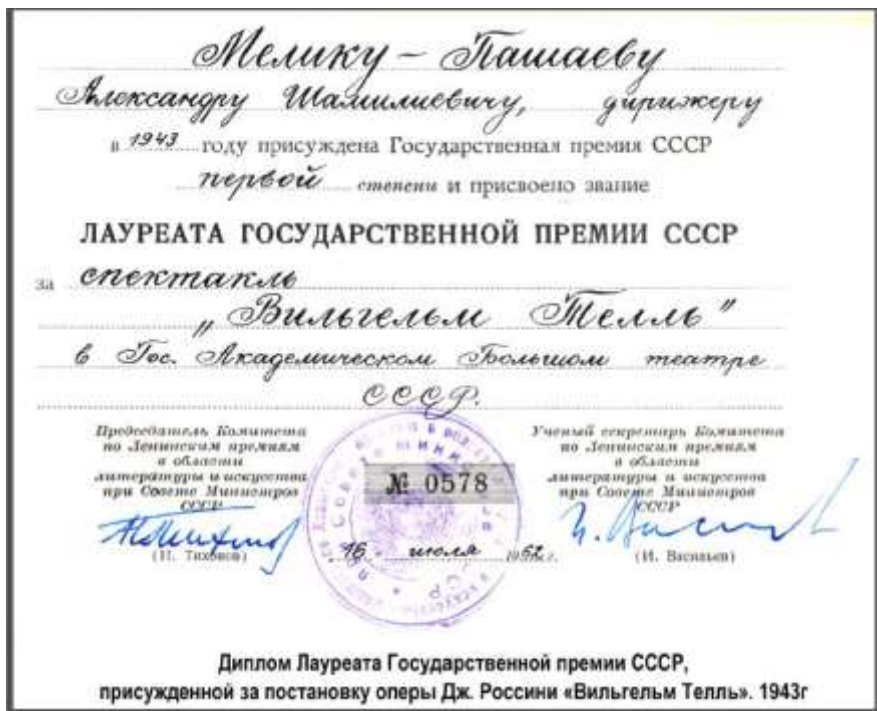 Мелику – Пашаеву
Александру Шамилиевичу, дирижеру
в 1943 году присуждена Государственная премия СССР
первой степени и присвоено звание
ЛАУРЕАТА ГОСУДАРСТВЕННОЙ ПРЕМИИ СССР
за спектакль
„Вильгельм Телль"
в Гос. Академическом Большом театре
СССР.
Председатель Комитета
по Ленинским премиям
в области
литературы и искусства
при Совете Министров
СССР
(Н. Тихонов)
№ 0578
16 июля 1962 г.
Ученый секретарь Комитета
по Ленинским премиям
в области
литературы и искусства
при Совете Министров
СССР
(И. Васильев)
Диплом Лауреата Государственной премии СССР,
присужденной за постановку оперы Дж. Россини «Вильгельм Телль». 1943г